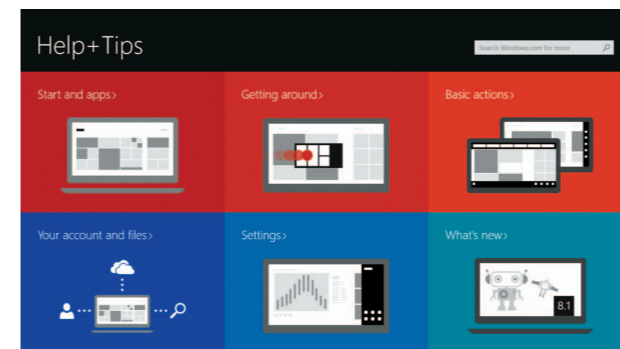 Help+Tips
Search Windows.com for more
Start and apps>
Getting around>
Basic actions>
Your account and files>
Settings>
What's new>
8.1